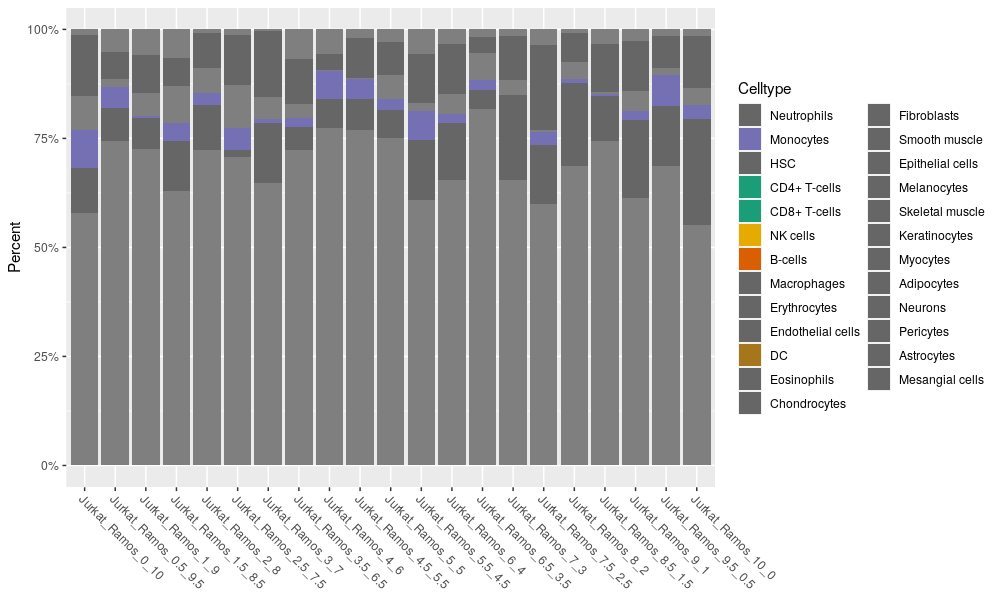 100%
75%
50%
25%
0%
Percent
Jurkat_Ramos_0_10
Jurkat_Ramos_0.5_9.5
Jurkat_Ramos_1_9
Jurkat_Ramos_1.5_8.5
Jurkat_Ramos_2_8
Jurkat_Ramos_2.5_7.5
Jurkat_Ramos_3_7
Jurkat_Ramos_3.5_6.5
Jurkat_Ramos_4_6
Jurkat_Ramos_4.5_5.5
Jurkat_Ramos_5_5
Jurkat_Ramos_5.5_4.5
Jurkat_Ramos_6_4
Jurkat_Ramos_6.5_3.5
Jurkat_Ramos_7_3
Jurkat_Ramos_7.5_2.5
Jurkat_Ramos_8_2
Jurkat_Ramos_8.5_1.5
Jurkat_Ramos_9_1
Jurkat_Ramos_9.5_0.5
Jurkat_Ramos_10_0
Celltype
Neutrophils
Monocytes
HSC
CD4+ T-cells
CD8+ T-cells
NK cells
B-cells
Macrophages
Erythrocytes
Endothelial cells
DC
Eosinophils
Chondrocytes
Fibroblasts
Smooth muscle
Epithelial cells
Melanocytes
Skeletal muscle
Keratinocytes
Myocytes
Adipocytes
Neurons
Pericytes
Astrocytes
Mesangial cells